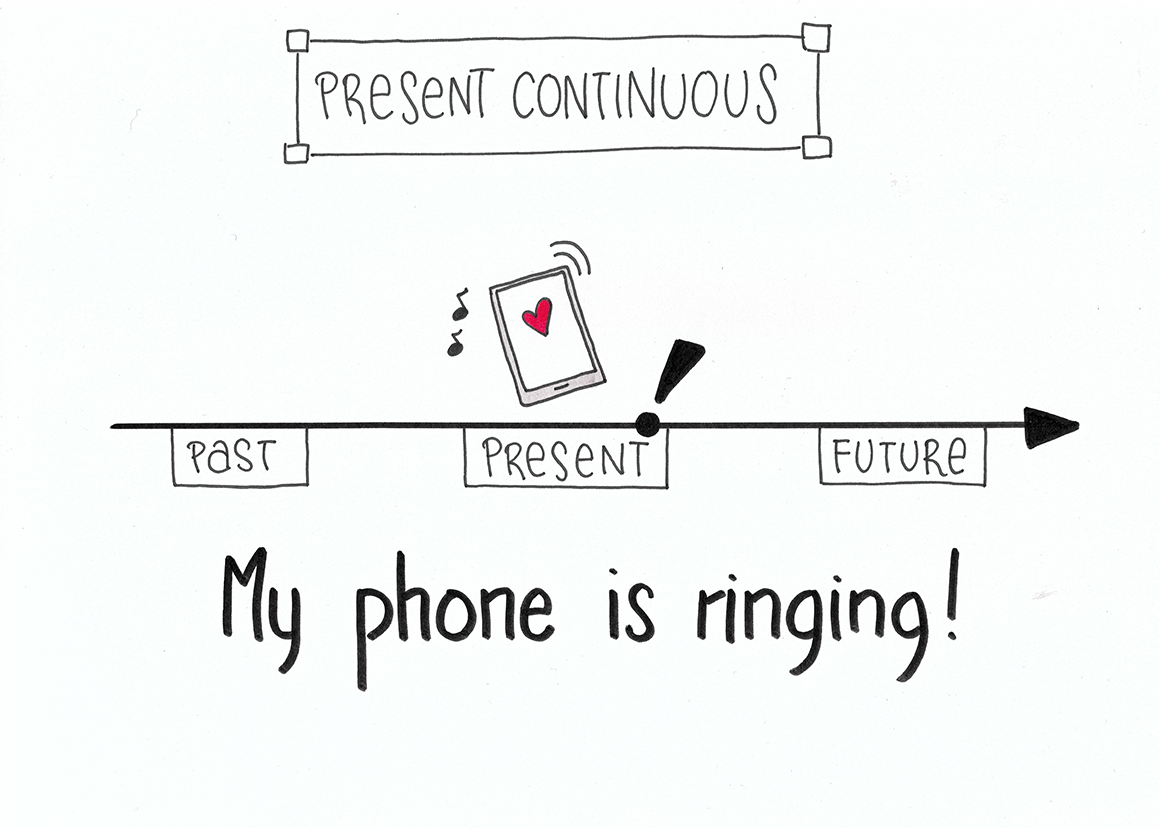 PReSeNT CONTINUOUS
PaST PReSeNT FUTURe
My phone is ringing!